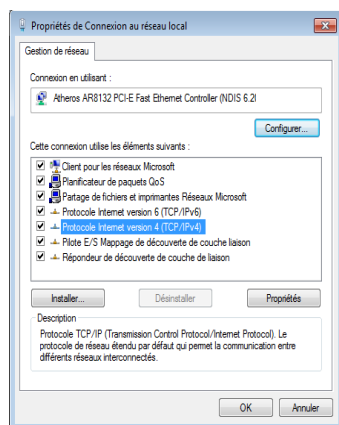 Propriétés de Connexion au réseau local
Gestion de réseau
Connexion en utilisant :
Atheros AR8132 PCI-E Fast Ethernet Controller (NDIS 6.2(
Configurer...
Cette connexion utilise les éléments suivants :
Client pour les réseaux Microsoft
Planificateur de paquets QoS
Partage de fichiers et imprimantes Réseaux Microsoft
Protocole Internet version 6 (TCP/IPv6)
Protocole Internet version 4 (TCP/IPv4)
Pilote E/S Mappage de découverte de couche liaison
Répondeur de découverte de couche de liaison
Installer... Désinstaller Propriétés
Description
Protocole TCP/IP (Transmission Control Protocol/Internet Protocol). Le
protocole de réseau étendu par défaut qui permet la communication entre
différents réseaux interconnectés.
OK Annuler